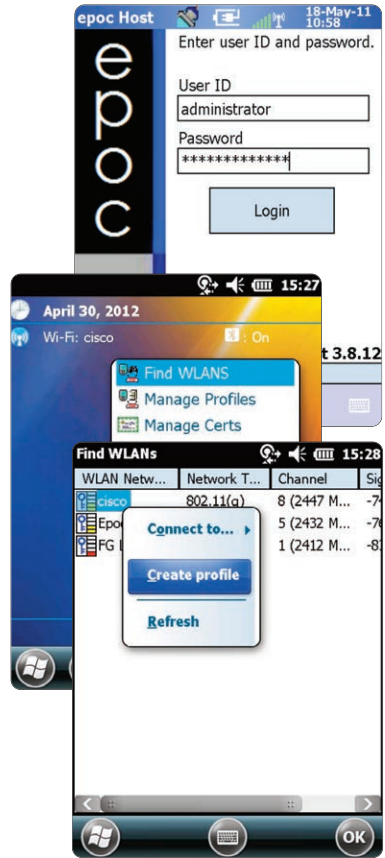 epoc Host
18-May-11
10:58
epoc
Enter user ID and password.
User ID
administrator
Password
*************
Login
t 3.8.12
15:27
April 30, 2012
Wi-Fi: cisco
: On
Find WLANS
Manage Profiles
Manage Certs
Find WLANs
15:28
WLAN Netw... Network T... Channel Sig
cisco 802.11(g) 8 (2447 M... -7
Epo 5 (2432 M... -7
FG 1 (2412 M... -8
Connect to...
Create profile
Refresh
OK